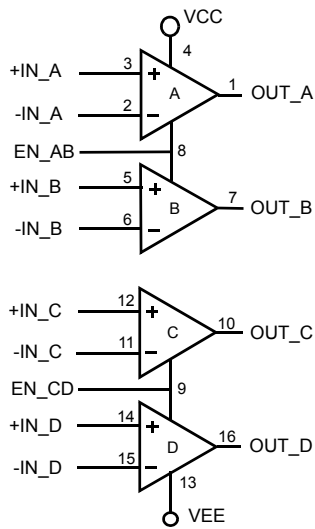 VCC
4
+IN_A 3 + A 1 OUT_A
-IN_A 2 −
EN_AB 8
+IN_B 5 + B 7 OUT_B
-IN_B 6 −
+IN_C 12 + C 10 OUT_C
-IN_C 11 −
EN_CD 9
+IN_D 14 + D 16 OUT_D
-IN_D 15 −
13
VEE